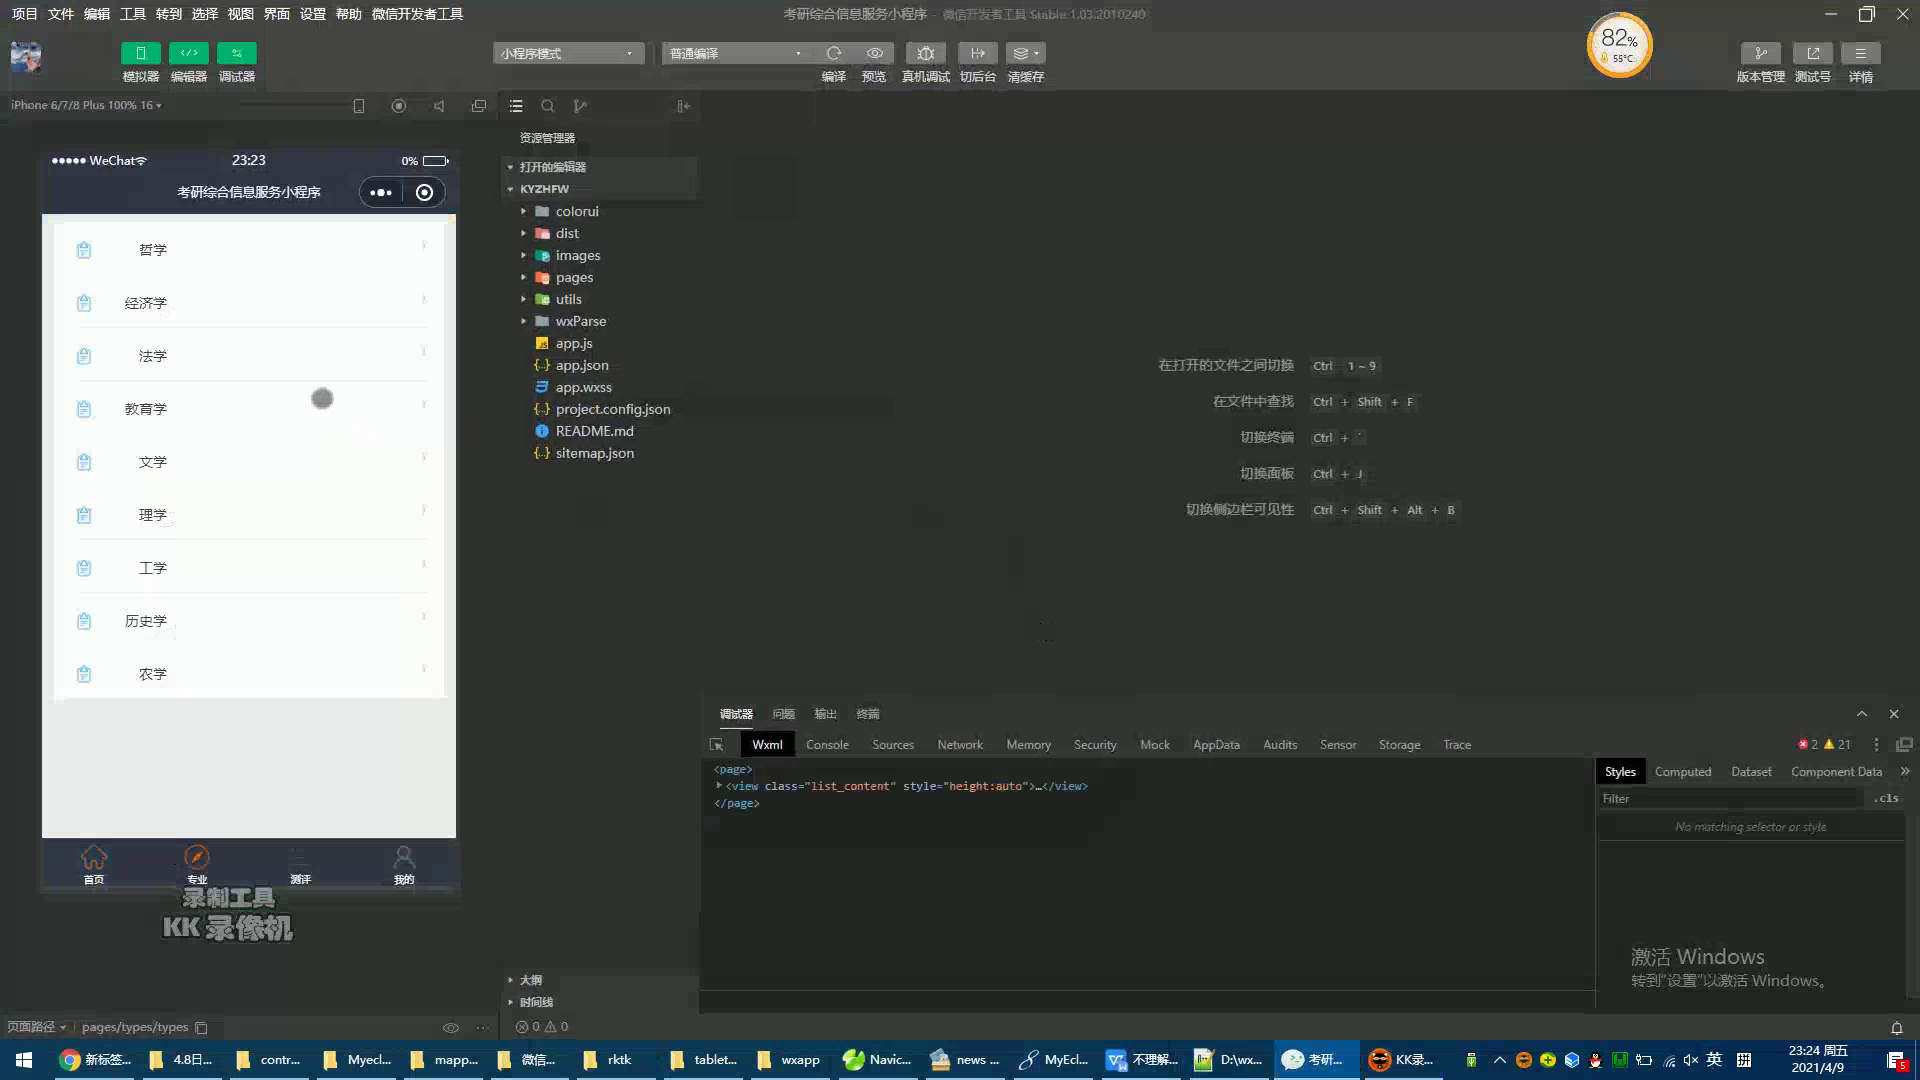 项目 文件 编辑 工具 转到 选择 视图 界面 设置 帮助 微信开发者工具
考研综合信息服务小程序 - 微信开发者工具 Stable 1.03.2010240
82%
55°C
小程序模式
普通编译
模拟器 编辑器 调试器
编译 预览 真机调试 切后台 清缓存
版本管理 测试号 详情
iPhone 6/7/8 Plus 100% 16
WeChat
23:23
0%
考研综合信息服务小程序
哲学
经济学
法学
教育学
文学
理学
工学
历史学
农学
首页 专业 测评 我的
录制工具
KK 录像机
资源管理器
打开的编辑器
KYZHFW
colorui
dist
images
pages
utils
wxParse
app.js
app.json
app.wxss
project.config.json
README.md
sitemap.json
大纲
时间线
在打开的文件之间切换 Ctrl 1 ~ 9
在文件中查找 Ctrl + Shift + F
切换终端 Ctrl + `
切换面板 Ctrl + J
切换侧边栏可见性 Ctrl + Shift + Alt + B
调试器 问题 输出 终端
Wxml Console Sources Network Memory Security Mock AppData Audits Sensor Storage Trace
2 21
<page>
<view class="list_content" style="height:auto">…</view>
</page>
Styles Computed Dataset Component Data »
Filter
.cls
No matching selector or style
激活 Windows
转到"设置"以激活 Windows。
页面路径 pages/types/types
0 0
新标签... 4.8日... contr... Myecl... mapp... 微信... rktk tablet... wxapp Navic... news ... MyEcl... 不理解... D:\wx... 考研... KK录...
英 拼
23:24 周五
2021/4/9
5